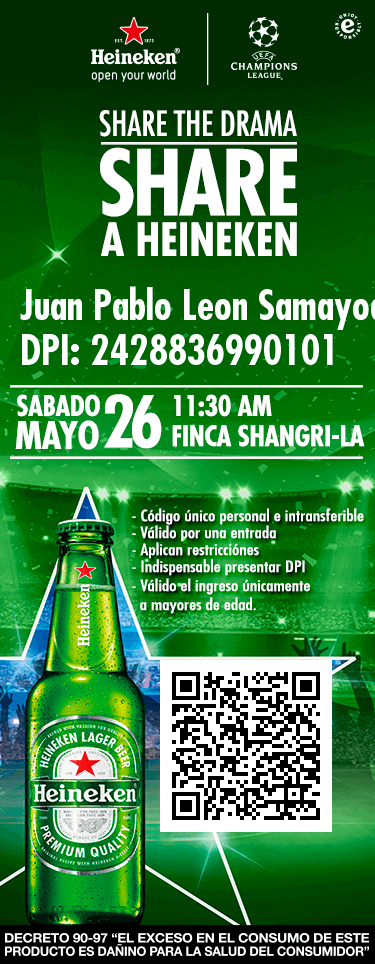 EST. 1873
Heineken®
open your world
UEFA
CHAMPIONS
LEAGUE
ENJOY RESPONSIBLY
SHARE THE DRAMA
SHARE
A HEINEKEN
Juan Pablo Leon Samayo
DPI: 2428836990101
SABADO
MAYO 26
11:30 AM
FINCA SHANGRI-LA
- Código único personal e intransferible
- Válido por una entrada
- Aplican restricciónes
- Indispensable presentar DPI
- Válido el ingreso únicamente
a mayores de edad.
Heineken
HEINEKEN LAGER BEER
Heineken®
PREMIUM QUALITY
DECRETO 90-97 “EL EXCESO EN EL CONSUMO DE ESTE
PRODUCTO ES DAÑINO PARA LA SALUD DEL CONSUMIDOR”